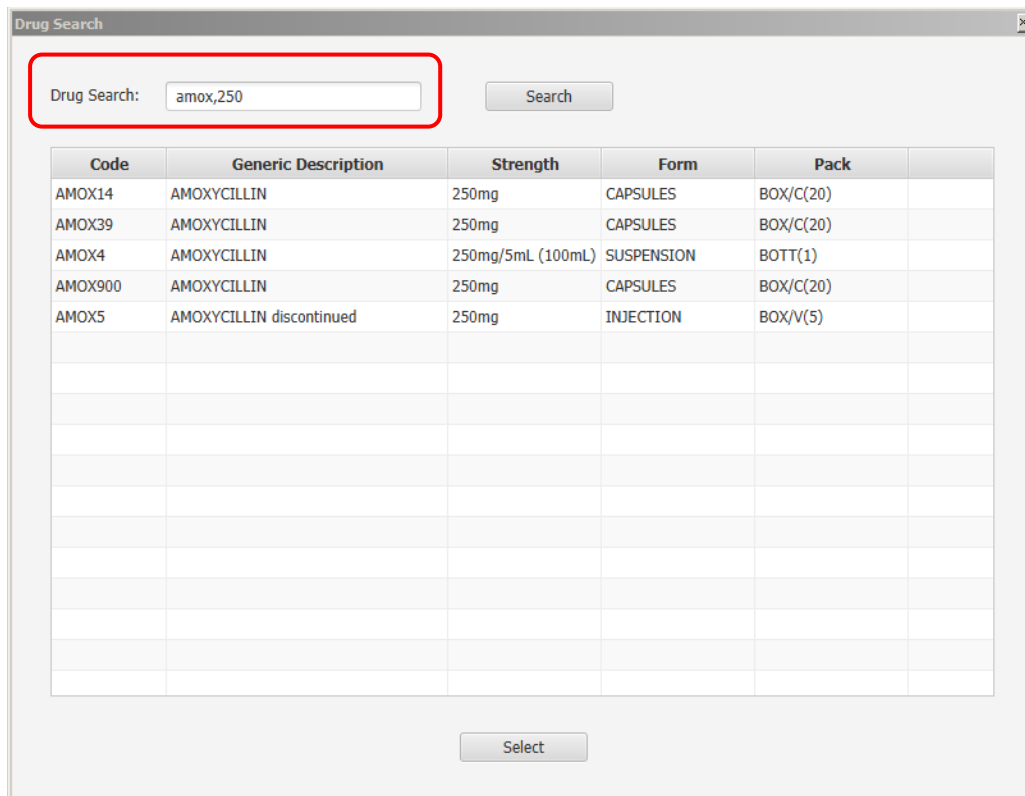 Drug Search
Drug Search: amox,250 Search
Code Generic Description Strength Form Pack
AMOX14 AMOXYCILLIN 250mg CAPSULES BOX/C(20)
AMOX39 AMOXYCILLIN 250mg CAPSULES BOX/C(20)
AMOX4 AMOXYCILLIN 250mg/5mL (100mL) SUSPENSION BOTT(1)
AMOX900 AMOXYCILLIN 250mg CAPSULES BOX/C(20)
AMOX5 AMOXYCILLIN discontinued 250mg INJECTION BOX/V(5)
Select